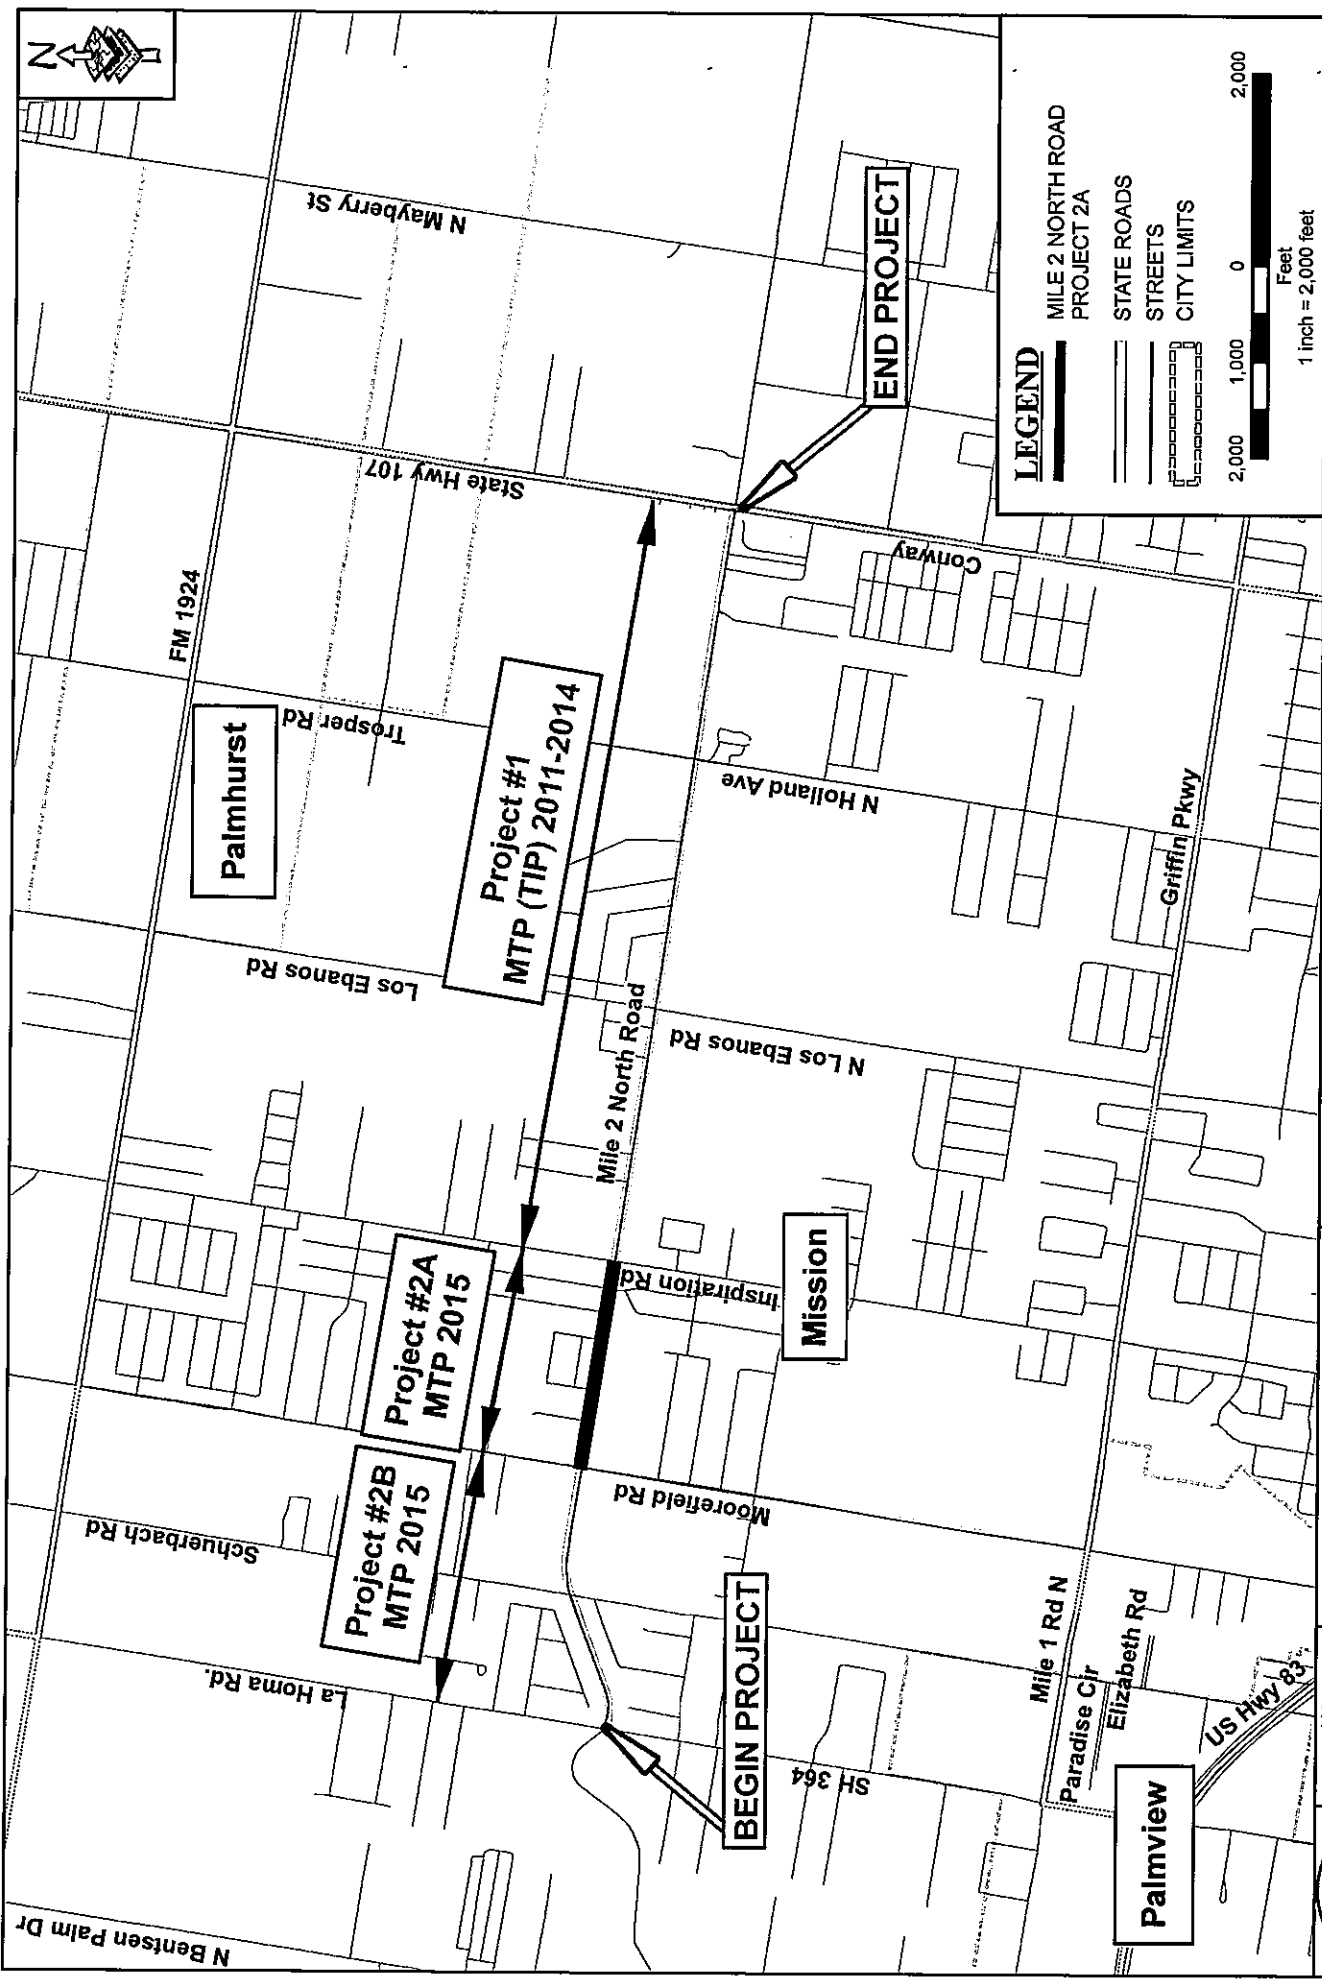 N
N Bentsen Palm Dr
La Homa Rd.
Schuerbach Rd
FM 1924
Palmhurst
Trosper Rd
Los Ebanos Rd
State Hwy 107
N Mayberry St
Project #2B
MTP 2015
Project #2A
MTP 2015
Project #1
MTP (TIP) 2011-2014
Mile 2 North Road
BEGIN PROJECT
END PROJECT
Moorefield Rd
Inspiration Rd
N Los Ebanos Rd
N Holland Ave
Conway
SH 364
Mission
Mile 1 Rd N
Paradise Cir
Elizabeth Rd
US Hwy 83
Palmview
Griffin Pkwy
LEGEND
MILE 2 NORTH ROAD
PROJECT 2A
STATE ROADS
STREETS
CITY LIMITS
2,000 1,000 0 2,000
Feet
1 inch = 2,000 feet